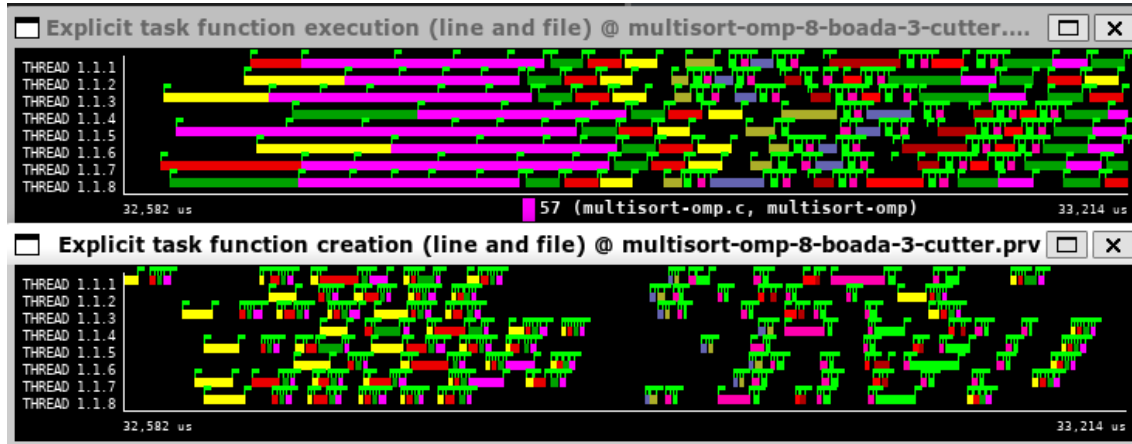 Explicit task function execution (line and file) @ multisort-omp-8-boada-3-cutter....
THREAD 1.1.1
THREAD 1.1.2
THREAD 1.1.3
THREAD 1.1.4
THREAD 1.1.5
THREAD 1.1.6
THREAD 1.1.7
THREAD 1.1.8
32,582 us
57 (multisort-omp.c, multisort-omp)
33,214 us
Explicit task function creation (line and file) @ multisort-omp-8-boada-3-cutter.prv
THREAD 1.1.1
THREAD 1.1.2
THREAD 1.1.3
THREAD 1.1.4
THREAD 1.1.5
THREAD 1.1.6
THREAD 1.1.7
THREAD 1.1.8
32,582 us
33,214 us